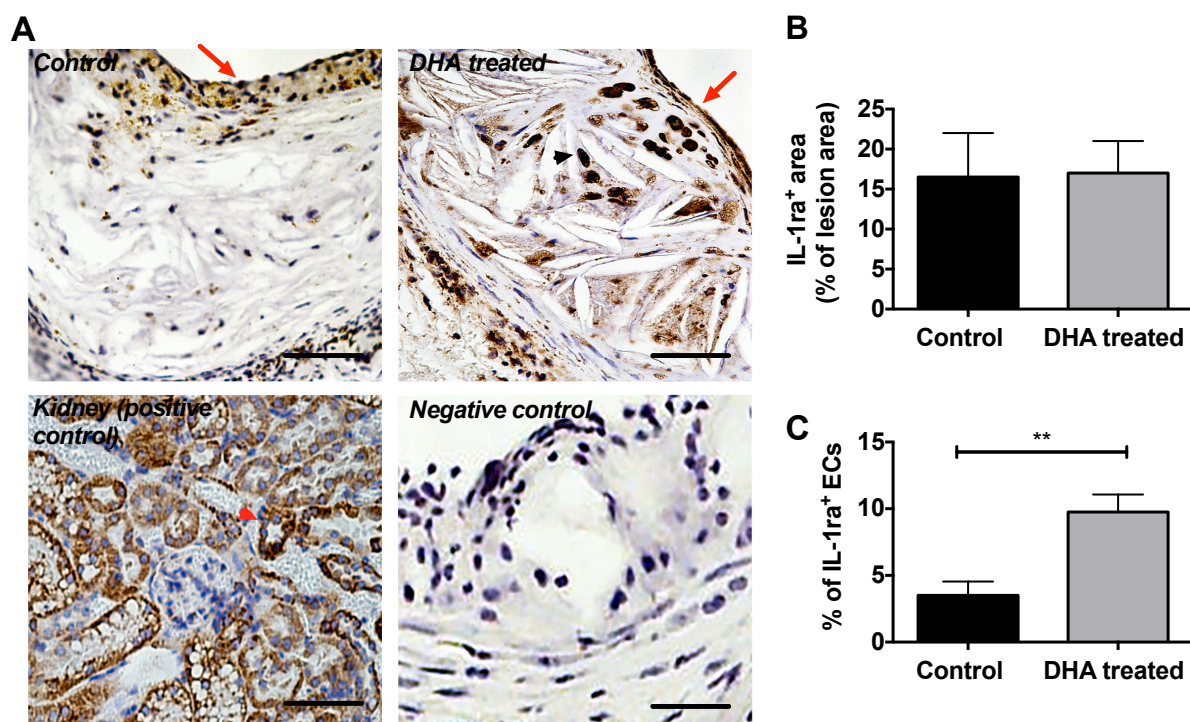 A
Control
DHA treated
Kidney (positive
control)
Negative control
B
IL-1ra⁺ area
(% of lesion area)
25
20
15
10
5
0
Control
DHA treated
C
% of IL-1ra⁺ ECs
15
10
5
0
**
Control
DHA treated